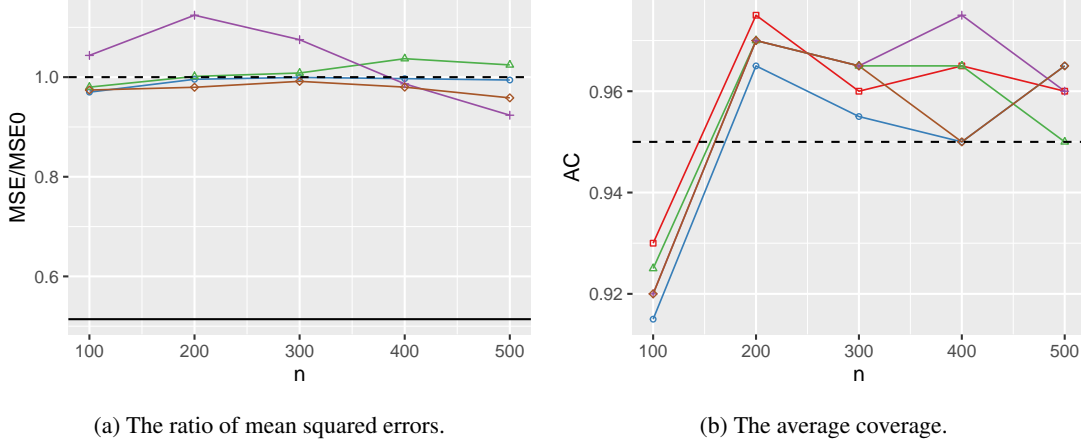 MSE/MSE0
1.0
0.8
0.6
100 200 300 400 500
n
AC
0.96
0.94
0.92
100 200 300 400 500
n
(a) The ratio of mean squared errors.
(b) The average coverage.